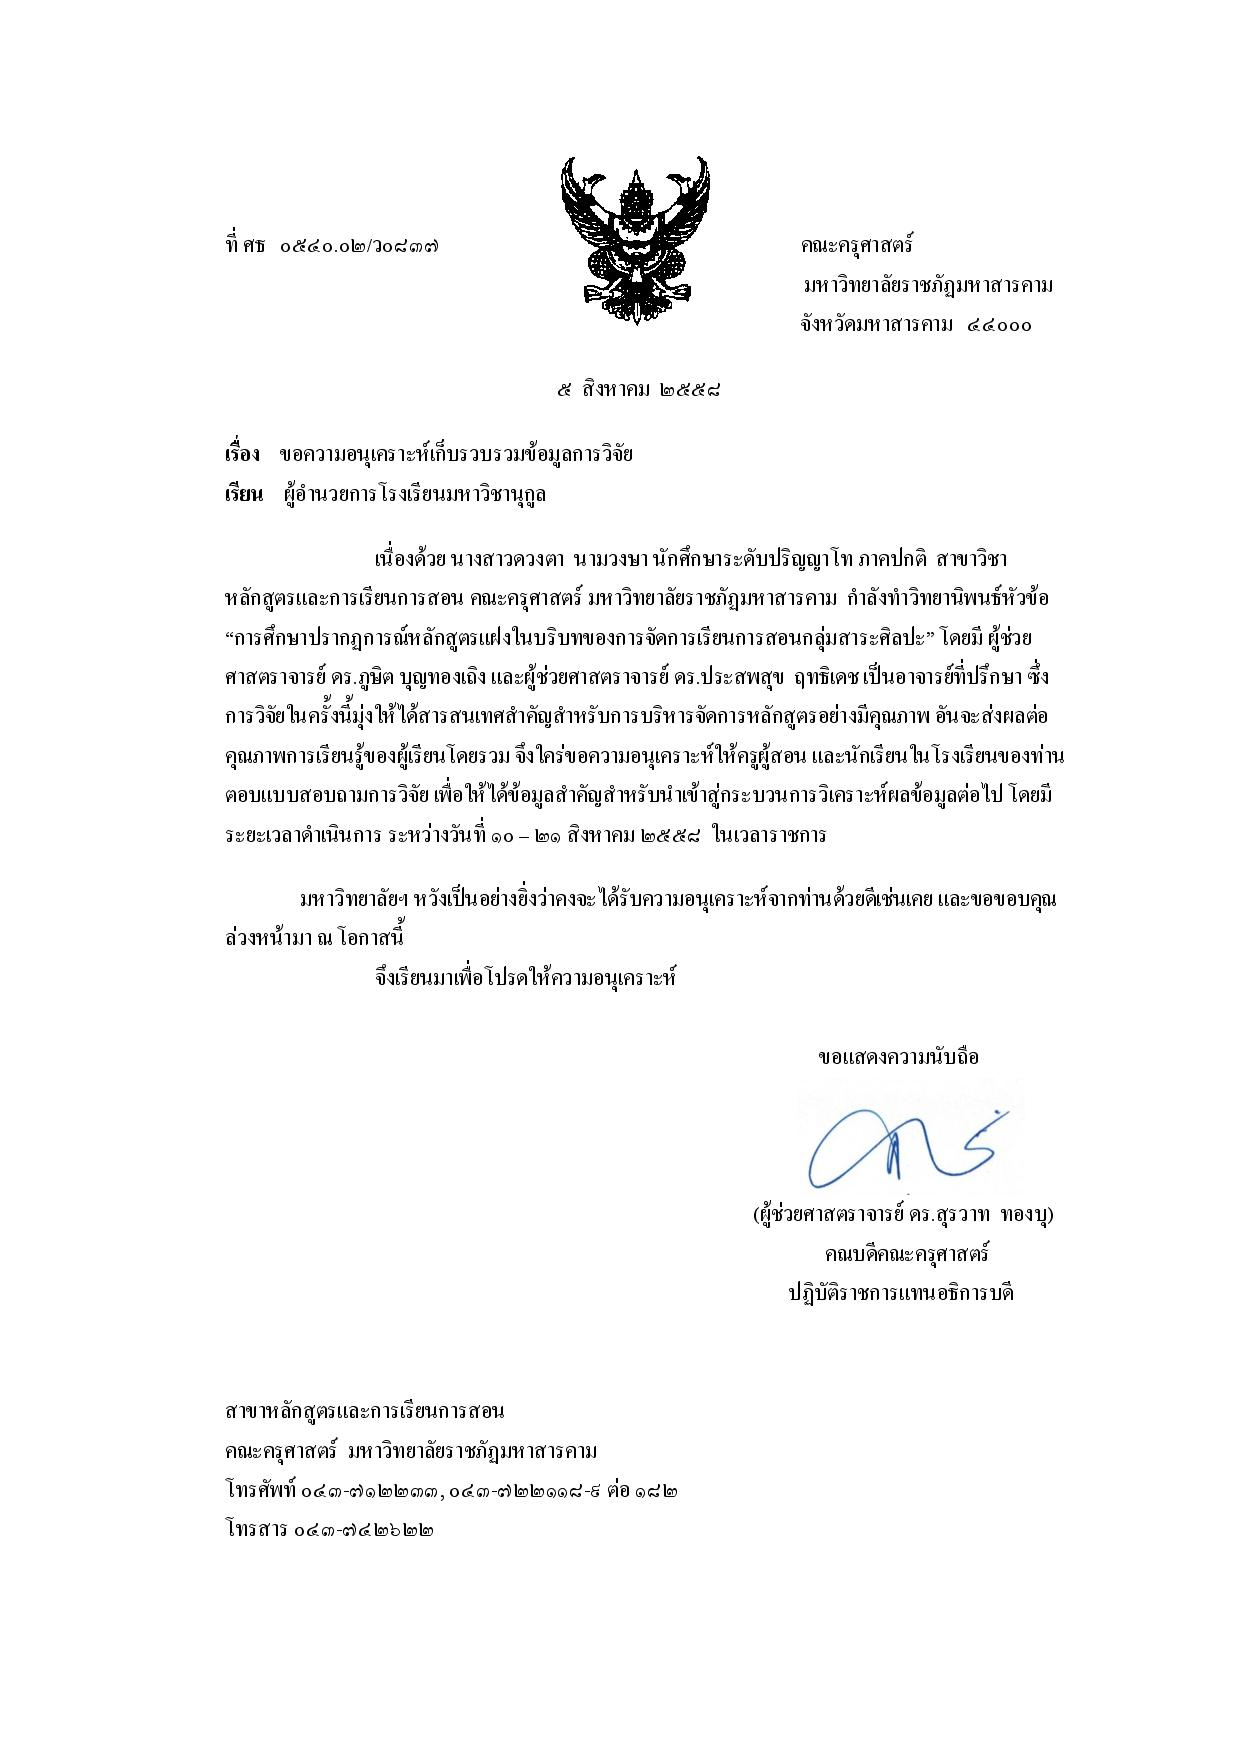 ที่ ศธ ๐๕๔๐.๐๒/ว๐๘๓๗
คณะครุศาสตร์
มหาวิทยาลัยราชภัฏมหาสารคาม
จังหวัดมหาสารคาม ๔๔๐๐๐
๕ สิงหาคม ๒๕๕๘
เรื่อง ขอความอนุเคราะห์เก็บรวบรวมข้อมูลการวิจัย
เรียน ผู้อำนวยการโรงเรียนมหาวิชานุกูล
เนื่องด้วย นางสาวดวงตา นามวงษา นักศึกษาระดับปริญญาโท ภาคปกติ สาขาวิชา
หลักสูตรและการเรียนการสอน คณะครุศาสตร์ มหาวิทยาลัยราชภัฏมหาสารคาม กำลังทำวิทยานิพนธ์หัวข้อ
“การศึกษาปรากฏการณ์หลักสูตรแฝงในบริบทของการจัดการเรียนการสอนกลุ่มสาระศิลปะ” โดยมี ผู้ช่วย
ศาสตราจารย์ ดร.ภูษิต บุญทองเถิง และผู้ช่วยศาสตราจารย์ ดร.ประสพสุข ฤทธิเดช เป็นอาจารย์ที่ปรึกษา ซึ่ง
การวิจัยในครั้งนี้มุ่งให้ได้สารสนเทศสำคัญสำหรับการบริหารจัดการหลักสูตรอย่างมีคุณภาพ อันจะส่งผลต่อ
คุณภาพการเรียนรู้ของผู้เรียนโดยรวม จึงใคร่ขอความอนุเคราะห์ให้ครูผู้สอน และนักเรียนในโรงเรียนของท่าน
ตอบแบบสอบถามการวิจัย เพื่อให้ได้ข้อมูลสำคัญสำหรับนำเข้าสู่กระบวนการวิเคราะห์ผลข้อมูลต่อไป โดยมี
ระยะเวลาดำเนินการ ระหว่างวันที่ ๑๐ – ๒๑ สิงหาคม ๒๕๕๘ ในเวลาราชการ
มหาวิทยาลัยฯ หวังเป็นอย่างยิ่งว่าคงจะได้รับความอนุเคราะห์จากท่านด้วยดีเช่นเคย และขอขอบคุณ
ล่วงหน้ามา ณ โอกาสนี้
จึงเรียนมาเพื่อโปรดให้ความอนุเคราะห์
ขอแสดงความนับถือ
(ผู้ช่วยศาสตราจารย์ ดร.สุรวาท ทองบุ)
คณบดีคณะครุศาสตร์
ปฏิบัติราชการแทนอธิการบดี
สาขาหลักสูตรและการเรียนการสอน
คณะครุศาสตร์ มหาวิทยาลัยราชภัฏมหาสารคาม
โทรศัพท์ ๐๔๓-๗๑๒๒๓๓, ๐๔๓-๗๒๒๑๑๘-๙ ต่อ ๑๘๒
โทรสาร ๐๔๓-๗๔๒๖๒๒